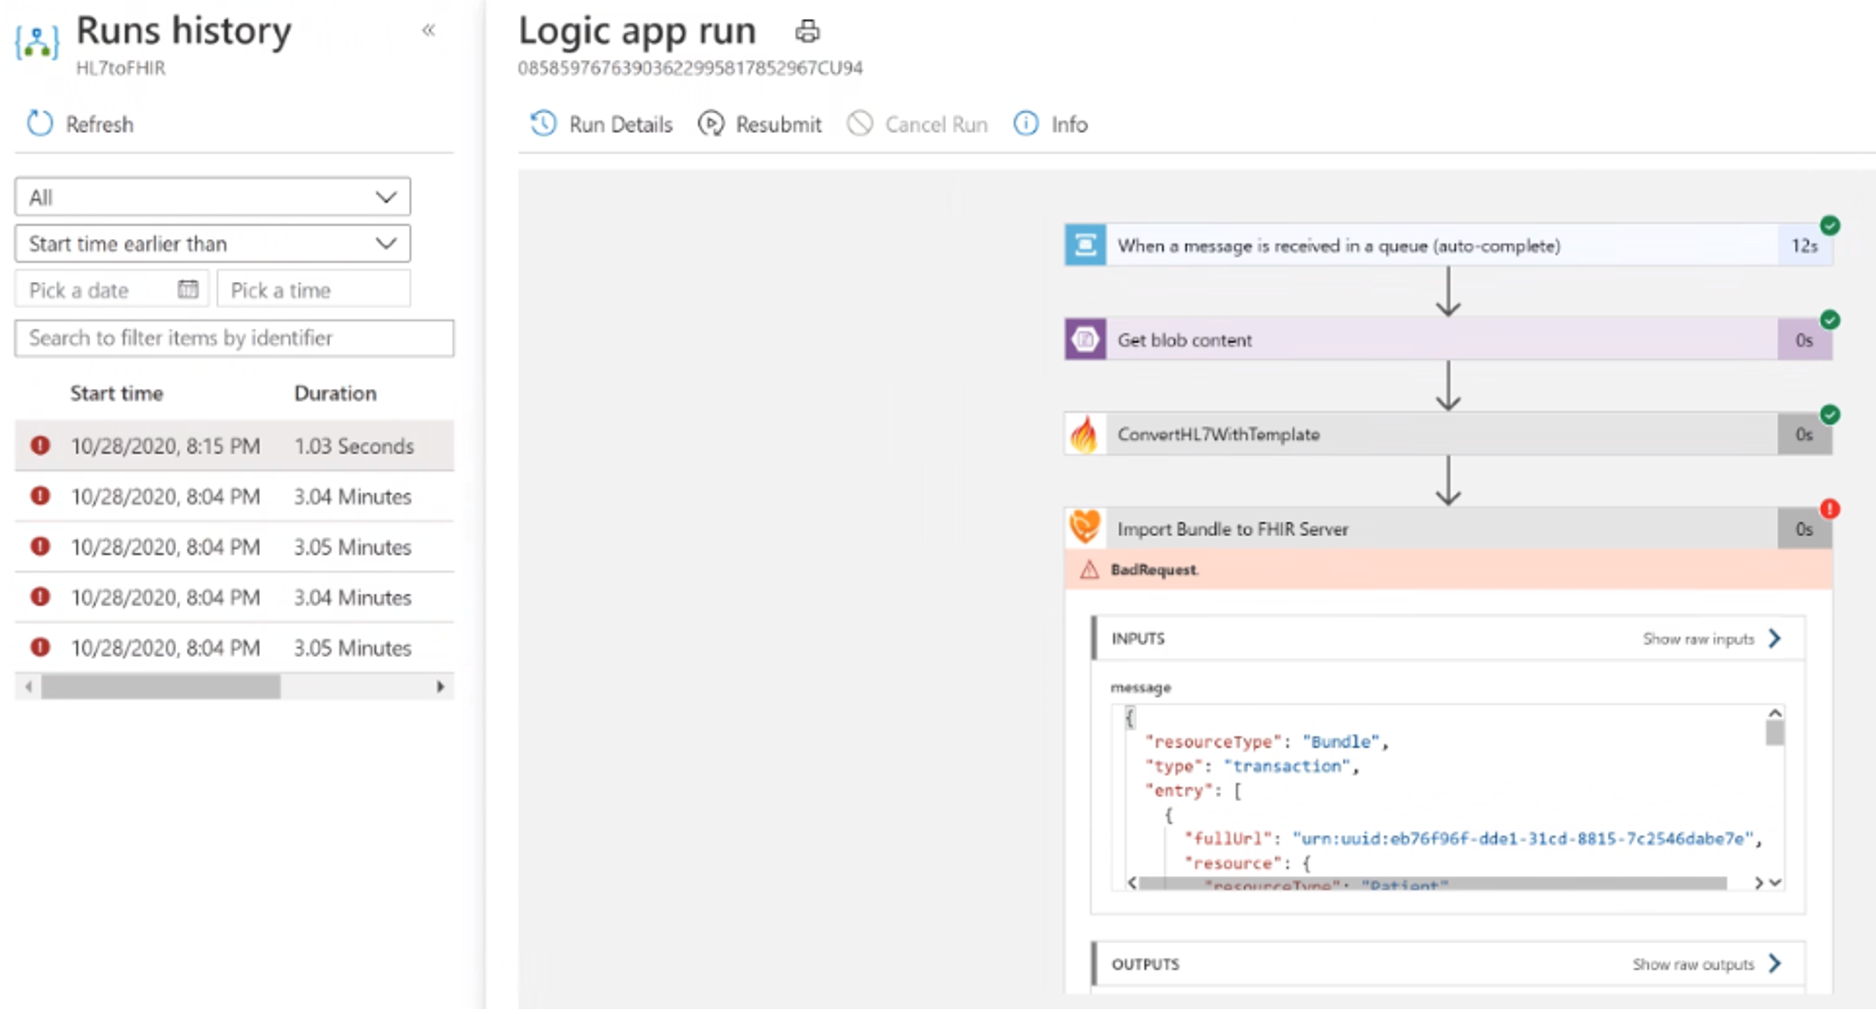 Runs history
HL7toFHIR
Refresh
All
Start time earlier than
Pick a date
Pick a time
Search to filter items by identifier
Start time Duration
10/28/2020, 8:15 PM 1.03 Seconds
10/28/2020, 8:04 PM 3.04 Minutes
10/28/2020, 8:04 PM 3.05 Minutes
10/28/2020, 8:04 PM 3.04 Minutes
10/28/2020, 8:04 PM 3.05 Minutes
Logic app run
08585976763903622995817852967CU94
Run Details Resubmit Cancel Run Info
When a message is received in a queue (auto-complete) 12s
Get blob content 0s
ConvertHL7WithTemplate 0s
Import Bundle to FHIR Server 0s
BadRequest.
INPUTS Show raw inputs
message
{
"resourceType": "Bundle",
"type": "transaction",
"entry": [
{
"fullUrl": "urn:uuid:eb76f96f-dde1-31cd-8815-7c2546dabe7e",
"resource": {
"resourceType": "Patient"
OUTPUTS Show raw outputs